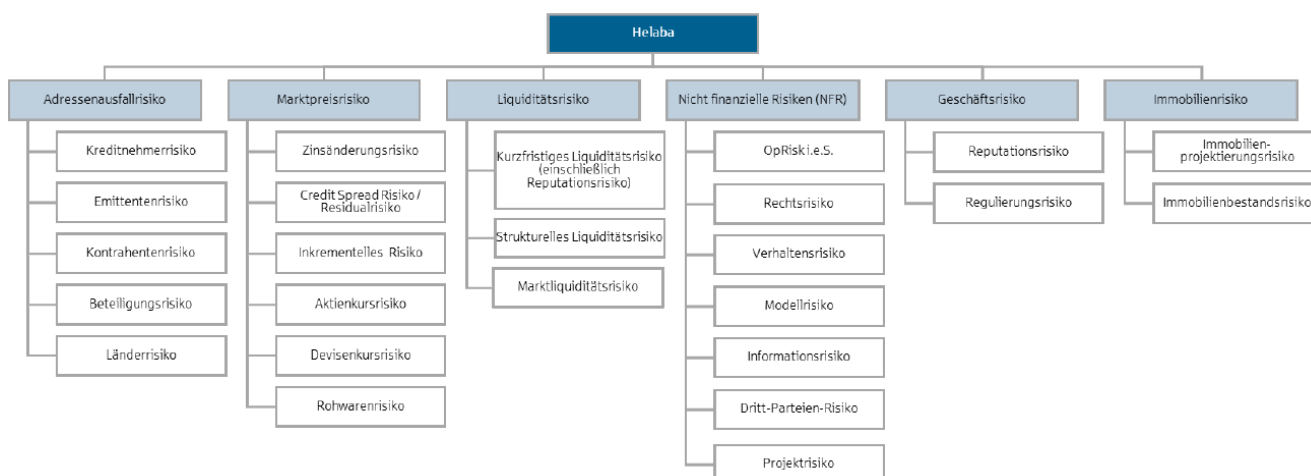 Helaba
Adressenausfallrisiko
Kreditnehmerrisiko
Emittentenrisiko
Kontrahentenrisiko
Beteiligungsrisiko
Länderrisiko
Marktpreisrisiko
Zinsänderungsrisiko
Credit Spread Risiko /
Residualrisiko
Inkrementelles Risiko
Aktienkursrisiko
Devisenkursrisiko
Rohwarenrisiko
Liquiditätsrisiko
Kurzfristiges Liquiditätsrisiko
(einschließlich
Reputationsrisiko)
Strukturelles Liquiditätsrisiko
Marktliquiditätsrisiko
Nicht finanzielle Risiken (NFR)
OpRisk i.e.S.
Rechtsrisiko
Verhaltensrisiko
Modellrisiko
Informationsrisiko
Dritt-Parteien-Risiko
Projektrisiko
Geschäftsrisiko
Reputationsrisiko
Regulierungsrisiko
Immobilienrisiko
Immobilien-
projektierungsrisiko
Immobilienbestandsrisiko